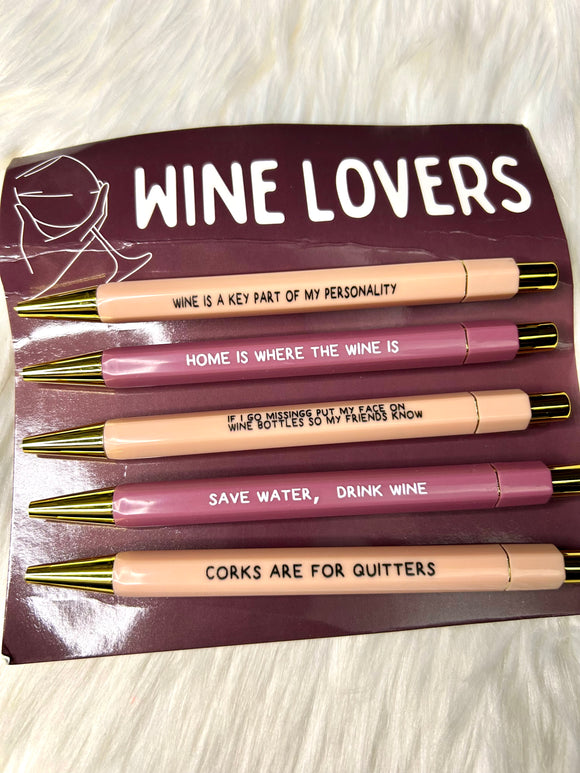 WINE LOVERS
WINE IS A KEY PART OF MY PERSONALITY
HOME IS WHERE THE WINE IS
IF I GO MISSINGG PUT MY FACE ON
WINE BOTTLES SO MY FRIENDS KNOW
SAVE WATER, DRINK WINE
CORKS ARE FOR QUITTERS